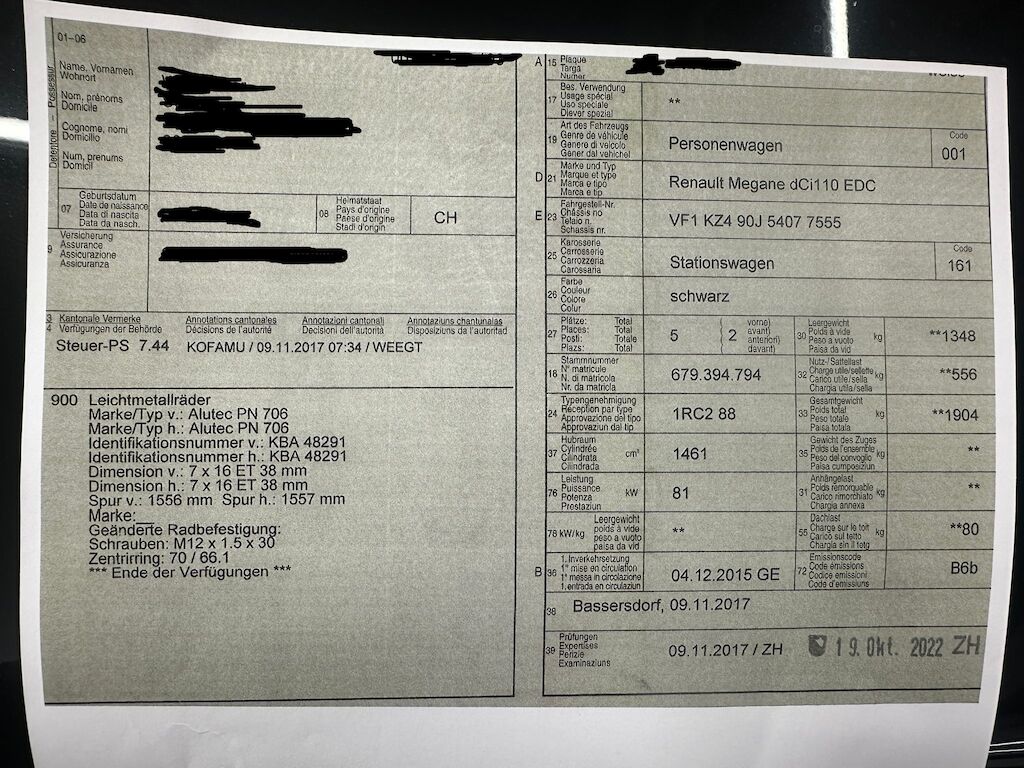 01-06
Detentore - Possessur
Name, Vornamen
Wohnort
Nom, prénoms
Domicile
Cognome, nomi
Domicilio
Num, prenums
Domicil
07 Geburtsdatum
Date de naissance
Data di nascita
Data da nasch.
08 Heimatstaat
Pays d'origine
Paese d'origine
Stadi d'origin
CH
9 Versicherung
Assurance
Assicurazione
Assicuranza
Kantonale Vermerke Annotations cantonales Annotazioni cantonali Annotaziuns chantunalas
Verfügungen der Behörde Décisions de l'autorité Decisioni dell'autorità Disposiziuns da l'autoritad
Steuer-PS 7.44 KOFAMU / 09.11.2017 07:34 / WEEGT
900 Leichtmetallräder
Marke/Typ v.: Alutec PN 706
Marke/Typ h.: Alutec PN 706
Identifikationsnummer v.: KBA 48291
Identifikationsnummer h.: KBA 48291
Dimension v.: 7 x 16 ET 38 mm
Dimension h.: 7 x 16 ET 38 mm
Spur v.: 1556 mm Spur h.: 1557 mm
Marke:__
Geänderte Radbefestigung:
Schrauben: M12 x 1.5 x 30
Zentrirring: 70 / 66.1
*** Ende der Verfügungen ***
A 15 Plaque
Targa
Numer
17 Bes. Verwendung
Usage spécial
Uso speciale
Diever spezial
**
19 Art des Fahrzeugs
Genre de véhicule
Genere di veicolo
Gener dal vehichel
Personenwagen
Code
001
D 21 Marke und Typ
Marque et type
Marca e tipo
Marca e tip
Renault Megane dCi110 EDC
E 23 Fahrgestell-Nr.
Châssis no
Telaio n.
Schassis nr.
VF1 KZ4 90J 5407 7555
25 Karosserie
Carrosserie
Carrozzeria
Carossaria
Stationswagen
Code
161
26 Farbe
Couleur
Colore
Colur
schwarz
27 Plätze: Total
Places: Total
Posti: Totale
Plazs: Total
5 2 vorne)
avant)
anteriori)
davant)
30 Leergewicht
Poids à vide
Peso a vuoto
Paisa da vid
kg
**1348
18 Stammnummer
N° matricule
N. di matricola
Nr. da matricla
679.394.794
32 Nutz-/Sattellast
Charge utile/sellette
Carico utile/sella
Chargia utila/sella
kg
**556
24 Typengenehmigung
Réception par type
Approvazione del tipo
Approvaziun dal tip
1RC2 88
33 Gesamtgewicht
Poids total
Peso totale
Paisa totala
kg
**1904
37 Hubraum
Cylindrée
Cilindrata
Cilindrada
cm³
1461
35 Gewicht des Zuges
Poids de l'ensemble
Peso del convoglio
Paisa cumposiziun
kg
**
76 Leistung
Puissance
Potenza
Prestaziun
kW
81
31 Anhängelast
Poids remorquable
Carico rimorchiato
Chargia annexa
kg
**
78 kW/kg Leergewicht
poids à vide
peso a vuoto
paisa da vid
**
55 Dachlast
Charge sur le toit
Carico sul tetto
Chargia sin il tetg
kg
**80
B 36 1. Inverkehrsetzung
1re mise en circulation
1a messa in circolazione
1. entrada en circulaziun
04.12.2015 GE
72 Emissionscode
Code émissions
Codice emissioni
Code d'emissiuns
B6b
38 Bassersdorf, 09.11.2017
39 Prüfungen
Expertises
Perizie
Examinaziuns
09.11.2017 / ZH
19. Okt. 2022 ZH